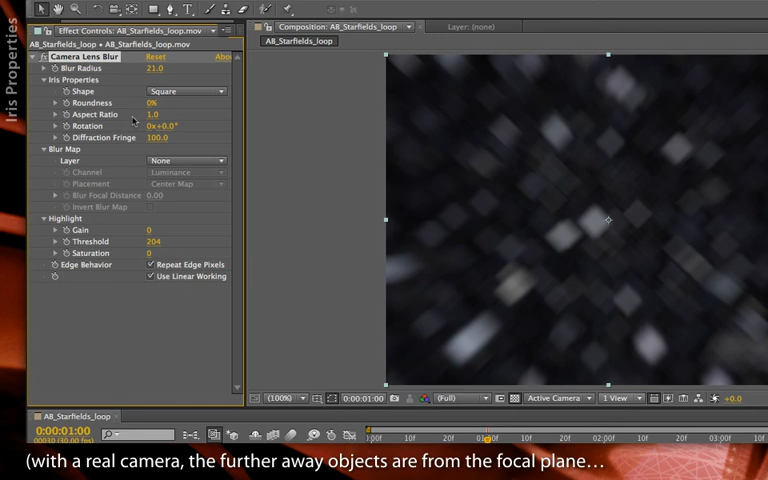 Iris Properties
Effect Controls: AB_Starfields_loop.mov
AB_Starfields_loop • AB_Starfields_loop.mov
fx Camera Lens Blur Reset Abo
Blur Radius 21.0
Iris Properties
Shape Square
Roundness 0%
Aspect Ratio 1.0
Rotation 0x+0.0°
Diffraction Fringe 100.0
Blur Map
Layer None
Channel Luminance
Placement Center Map
Blur Focal Distance 0.00
Invert Blur Map
Highlight
Gain 0
Threshold 204
Saturation 0
Edge Behavior Repeat Edge Pixels
Use Linear Working
Composition: AB_Starfields_loop
Layer: (none)
AB_Starfields_loop
(100%) 0:00:01:00 (Full) Active Camera 1 View +0.0
AB_Starfields_loop
0:00:01:00
00030 (30.00 fps)
):00f 10f 20f 01:00f 10f 20f 02:00f 10f 20f 03:00f 10f
(with a real camera, the further away objects are from the focal plane…